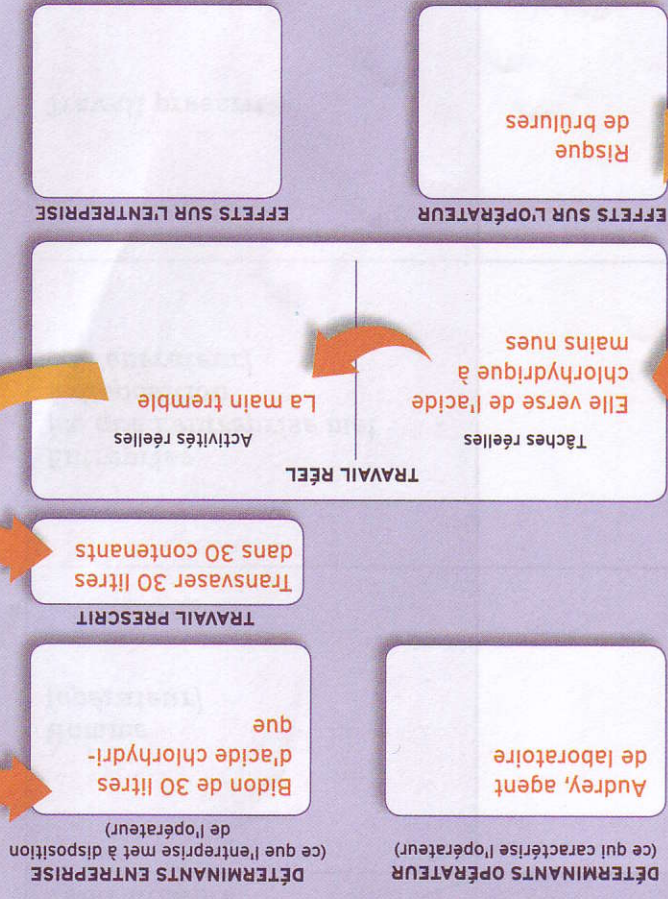 DÉTERMINANTS OPÉRATEUR
(ce qui caractérise l'opérateur)
Audrey, agent
de laboratoire
DÉTERMINANTS ENTREPRISE
(ce que l'entreprise met à disposition
de l'opérateur)
Bidon de 30 litres
d'acide chlorhydri-
que
TRAVAIL PRESCRIT
Transvaser 30 litres
dans 30 contenants
TRAVAIL RÉEL
Tâches réelles
Elle verse de l'acide
chlorhydrique à
mains nues
Activités réelles
La main tremble
EFFETS SUR L'OPÉRATEUR
Risque
de brûlures
EFFETS SUR L'ENTREPRISE